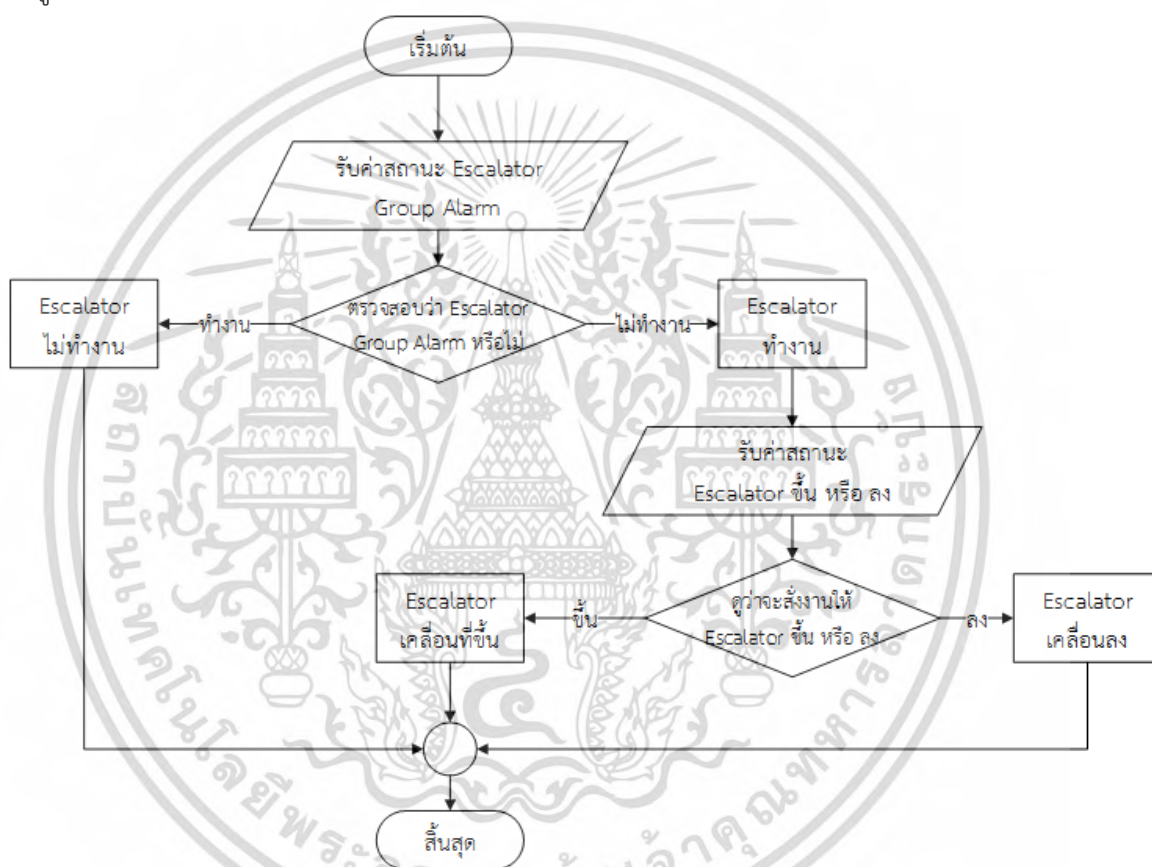 เริ่มต้น
รับค่าสถานะ Escalator
Group Alarm
ตรวจสอบว่า Escalator
Group Alarm หรือไม่
ทำงาน
ไม่ทำงาน
Escalator
ไม่ทำงาน
Escalator
ทำงาน
รับค่าสถานะ
Escalator ขึ้น หรือ ลง
ดูว่าจะสั่งงานให้
Escalator ขึ้น หรือ ลง
ขึ้น
ลง
Escalator
เคลื่อนที่ขึ้น
Escalator
เคลื่อนลง
สิ้นสุด